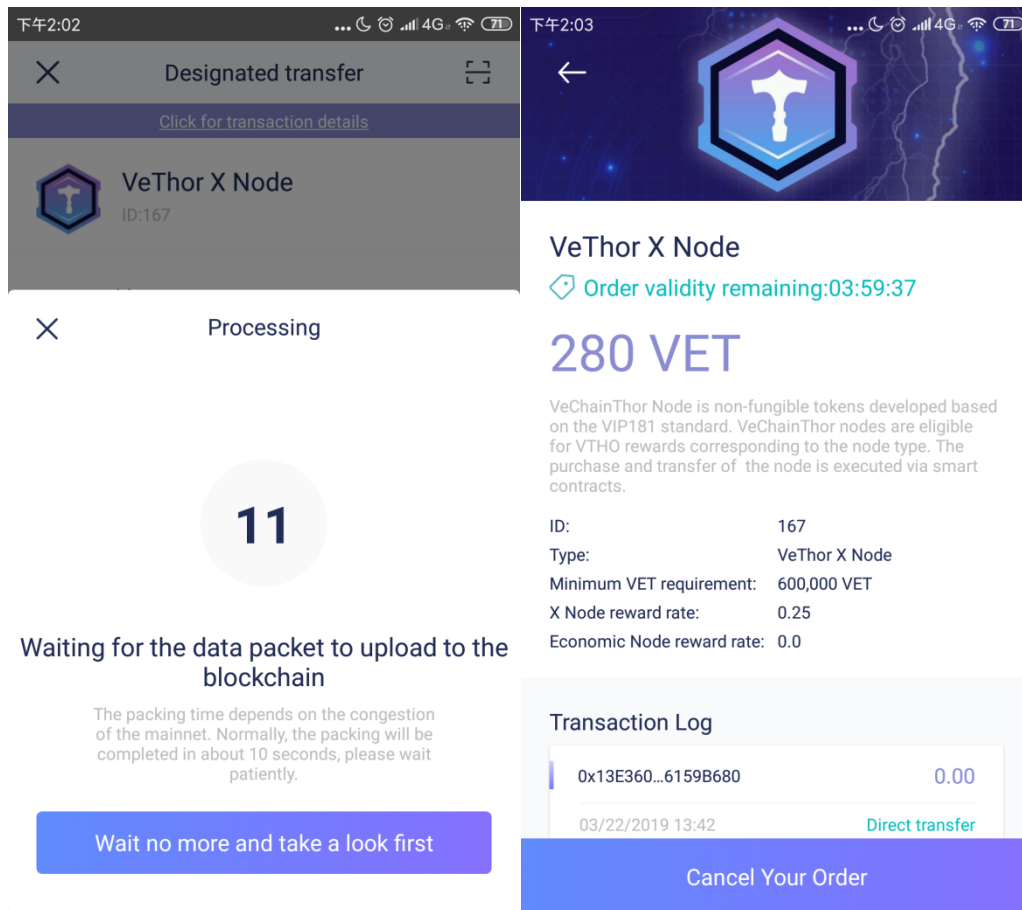 下午2:02
... 4G 71
Designated transfer
Click for transaction details
VeThor X Node
ID:167
Processing
11
Waiting for the data packet to upload to the
blockchain
The packing time depends on the congestion
of the mainnet. Normally, the packing will be
completed in about 10 seconds, please wait
patiently.
Wait no more and take a look first
下午2:03
... 4G 71
VeThor X Node
Order validity remaining:03:59:37
280 VET
VeChainThor Node is non-fungible tokens developed based
on the VIP181 standard. VeChainThor nodes are eligible
for VTHO rewards corresponding to the node type. The
purchase and transfer of the node is executed via smart
contracts.
ID: 167
Type: VeThor X Node
Minimum VET requirement: 600,000 VET
X Node reward rate: 0.25
Economic Node reward rate: 0.0
Transaction Log
0x13E360...6159B680 0.00
03/22/2019 13:42 Direct transfer
Cancel Your Order